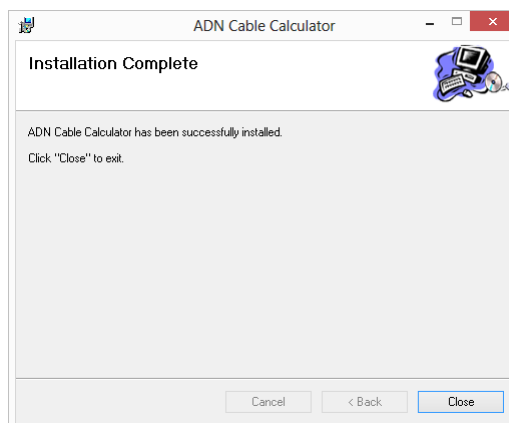 ADN Cable Calculator
Installation Complete
ADN Cable Calculator has been successfully installed.
Click "Close" to exit.
Cancel
< Back
Close